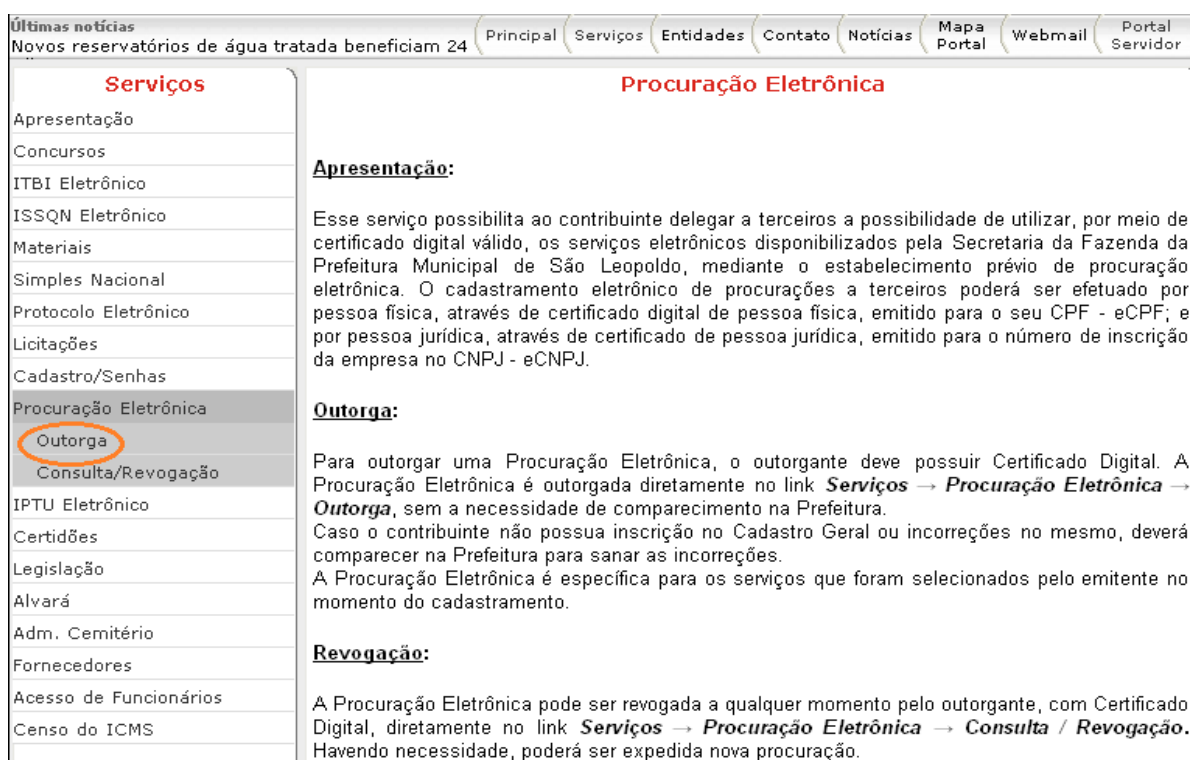 Últimas notícias
Novos reservatórios de água tratada beneficiam 24
Principal
Serviços
Entidades
Contato
Notícias
Mapa
Portal
Webmail
Portal
Servidor
Serviços
Apresentação
Concursos
ITBI Eletrônico
ISSQN Eletrônico
Materiais
Simples Nacional
Protocolo Eletrônico
Licitações
Cadastro/Senhas
Procuração Eletrônica
Outorga
Consulta/Revogação
IPTU Eletrônico
Certidões
Legislação
Alvará
Adm. Cemitério
Fornecedores
Acesso de Funcionários
Censo do ICMS
Procuração Eletrônica
Apresentação:
Esse serviço possibilita ao contribuinte delegar a terceiros a possibilidade de utilizar, por meio de
certificado digital válido, os serviços eletrônicos disponibilizados pela Secretaria da Fazenda da
Prefeitura Municipal de São Leopoldo, mediante o estabelecimento prévio de procuração
eletrônica. O cadastramento eletrônico de procurações a terceiros poderá ser efetuado por
pessoa física, através de certificado digital de pessoa física, emitido para o seu CPF - eCPF; e
por pessoa jurídica, através de certificado de pessoa jurídica, emitido para o número de inscrição
da empresa no CNPJ - eCNPJ.
Outorga:
Para outorgar uma Procuração Eletrônica, o outorgante deve possuir Certificado Digital. A
Procuração Eletrônica é outorgada diretamente no link Serviços → Procuração Eletrônica →
Outorga, sem a necessidade de comparecimento na Prefeitura.
Caso o contribuinte não possua inscrição no Cadastro Geral ou incorreções no mesmo, deverá
comparecer na Prefeitura para sanar as incorreções.
A Procuração Eletrônica é específica para os serviços que foram selecionados pelo emitente no
momento do cadastramento.
Revogação:
A Procuração Eletrônica pode ser revogada a qualquer momento pelo outorgante, com Certificado
Digital, diretamente no link Serviços → Procuração Eletrônica → Consulta / Revogação.
Havendo necessidade, poderá ser expedida nova procuração.